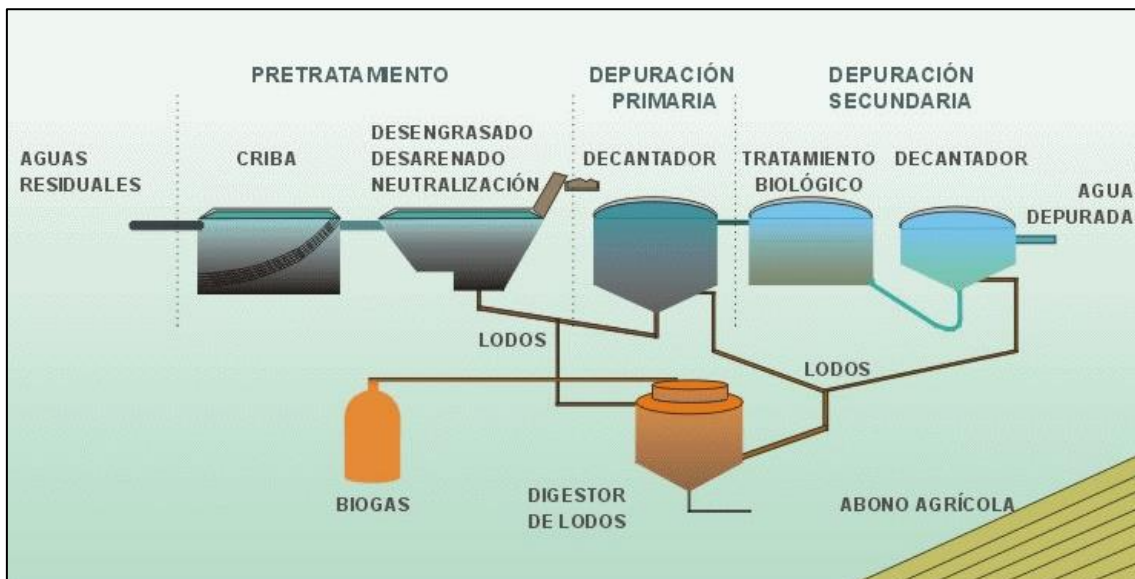 PRETRATAMIENTO
DEPURACIÓN
PRIMARIA
DEPURACIÓN
SECUNDARIA
AGUAS
RESIDUALES
CRIBA
DESENGRASADO
DESARENADO
NEUTRALIZACIÓN
DECANTADOR
TRATAMIENTO
BIOLÓGICO
DECANTADOR
AGUA
DEPURADA
LODOS
LODOS
BIOGAS
DIGESTOR
DE LODOS
ABONO AGRÍCOLA